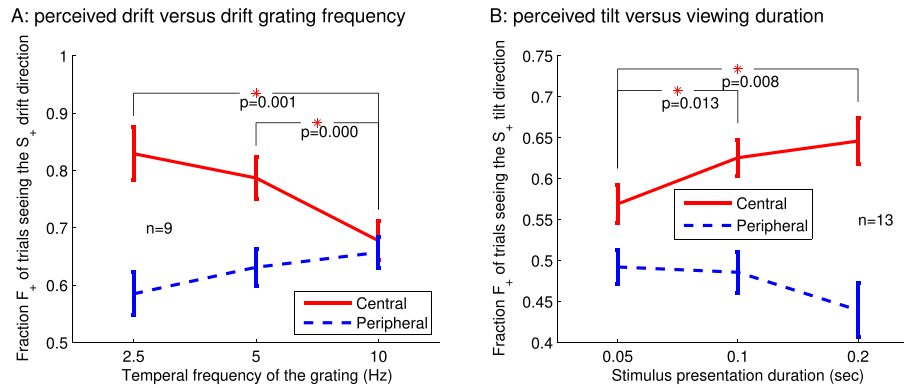 A: perceived drift versus drift grating frequency
Fraction F+ of trials seeing the S+ drift direction
1
0.9
0.8
0.7
0.6
0.5
*
p=0.001
*
p=0.000
n=9
Central
Peripheral
2.5
5
10
Temperal frequency of the grating (Hz)
B: perceived tilt versus viewing duration
Fraction F+ of trials seeing the S+ tilt direction
0.75
0.7
0.65
0.6
0.55
0.5
0.45
0.4
*
p=0.008
*
p=0.013
Central
Peripheral
n=13
0.05
0.1
0.2
Stimulus presentation duration (sec)